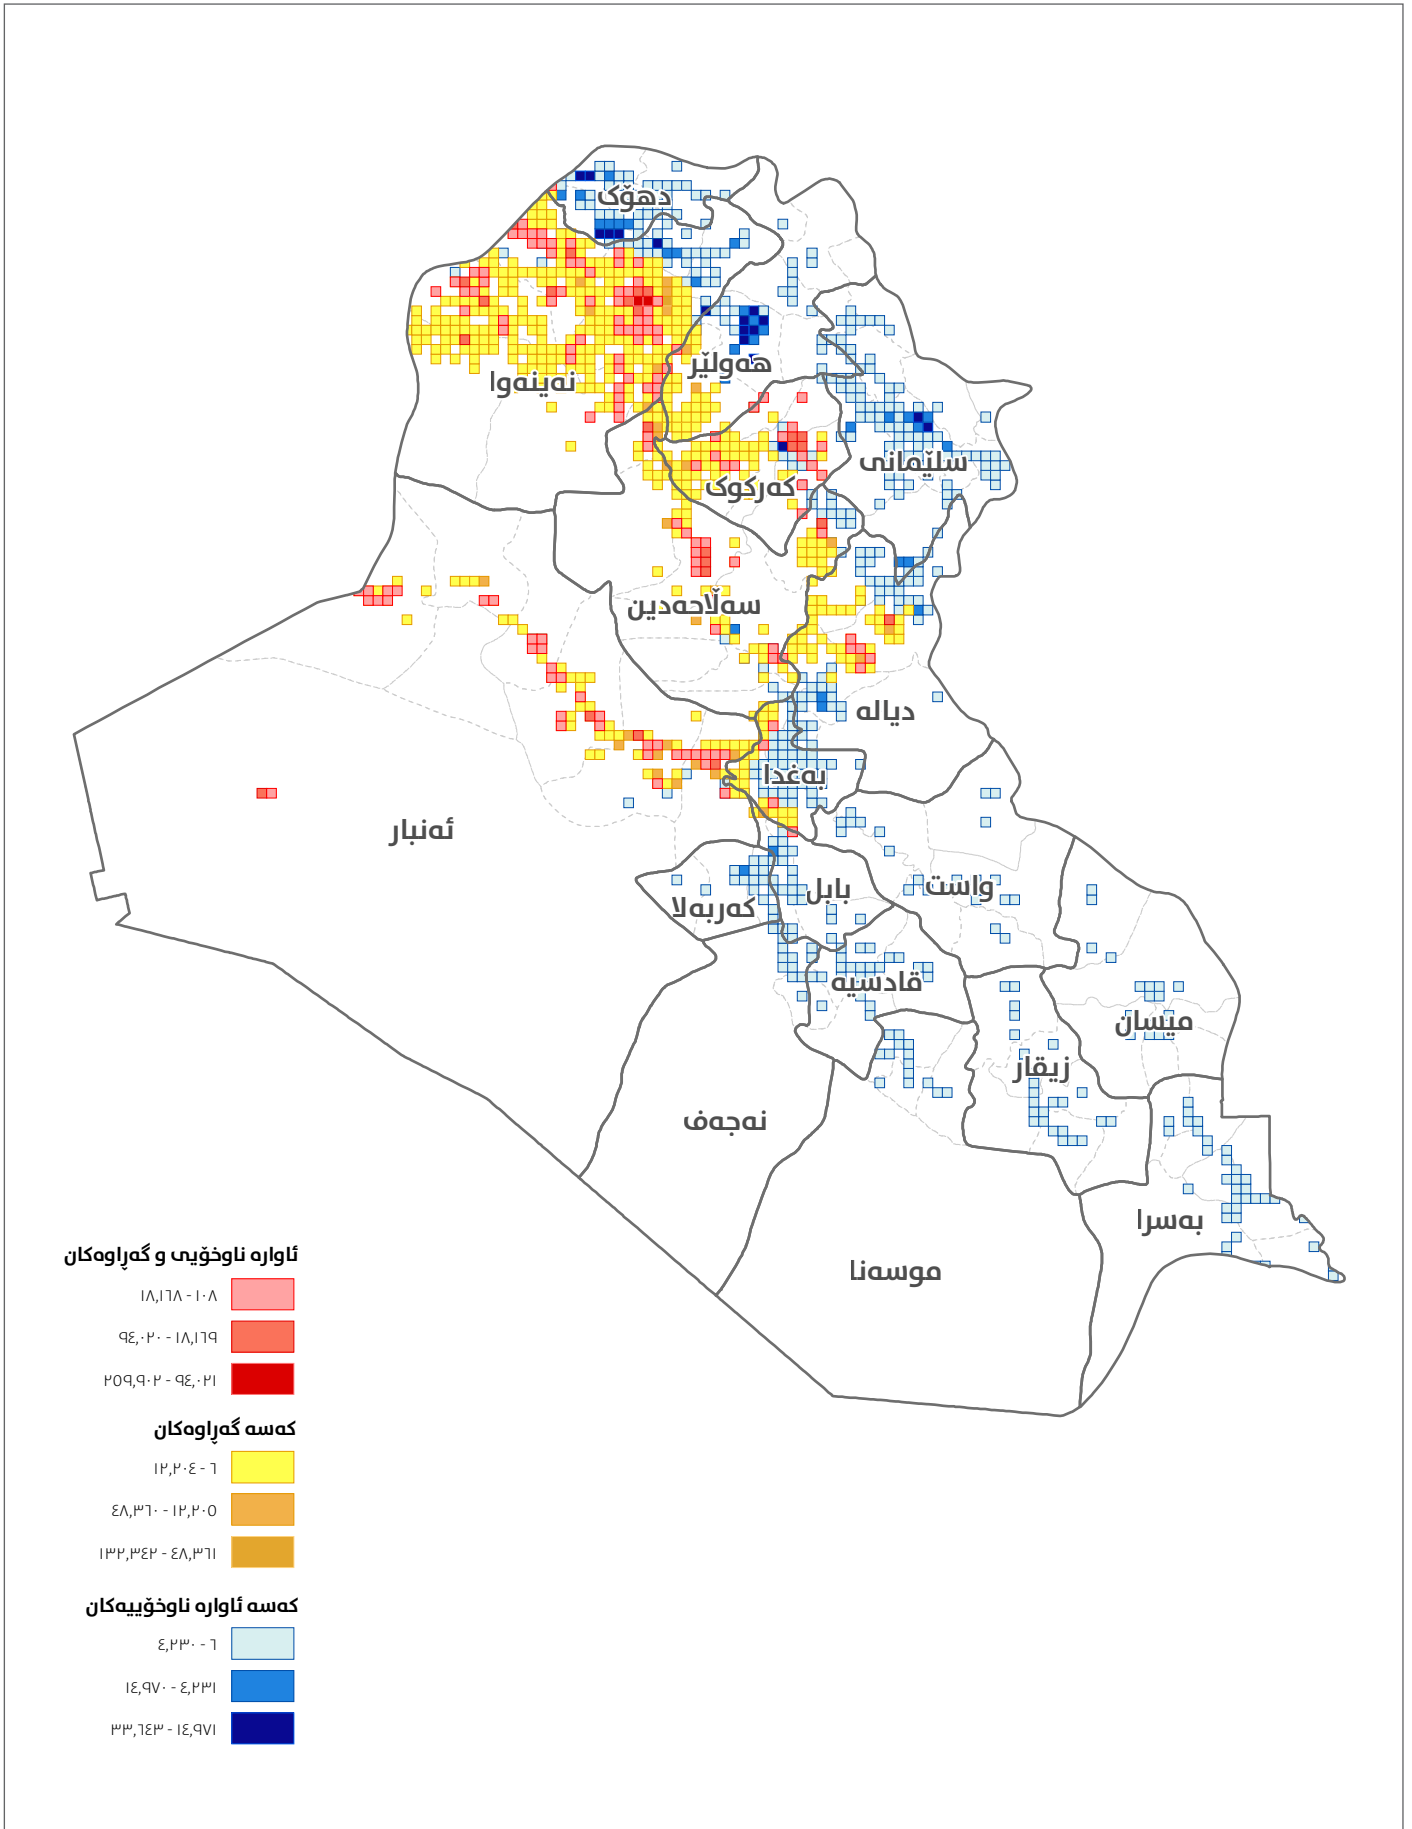 دهۆک
هەولێر
نەینەوا
سلێمانی
کەرکوک
سەڵاحەدین
دیالە
بەغدا
ئەنبار
واست
بابل
کەربەلا
قادسیە
میسان
زیقار
نەجەف
بەسرا
موسەنا
ئاوارە ناوخۆیی و گەڕاوەکان
١٠٨ - ١٨,١٦٨
١٨,١٦٩ - ٩٤,٠٢٠
٩٤,٠٢١ - ٢٥٩,٩٠٢
کەسە گەڕاوەکان
٦ - ١٢,٢٠٤
١٢,٢٠٥ - ٤٨,٣٦٠
٤٨,٣٦١ - ١٣٢,٣٤٢
کەسە ئاوارە ناوخۆییەکان
٦ - ٤,٢٣٠
٤,٢٣١ - ١٤,٩٧٠
١٤,٩٧١ - ٣٣,٦٤٣